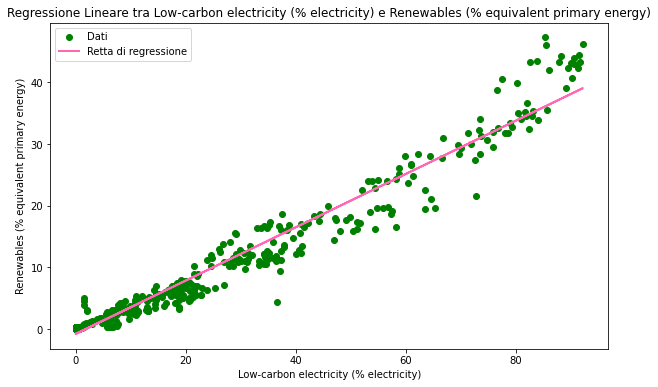 Regressione Lineare tra Low-carbon electricity (% electricity) e Renewables (% equivalent primary energy)
Dati
Retta di regressione
Renewables (% equivalent primary energy)
40
30
20
10
0
0 20 40 60 80
Low-carbon electricity (% electricity)